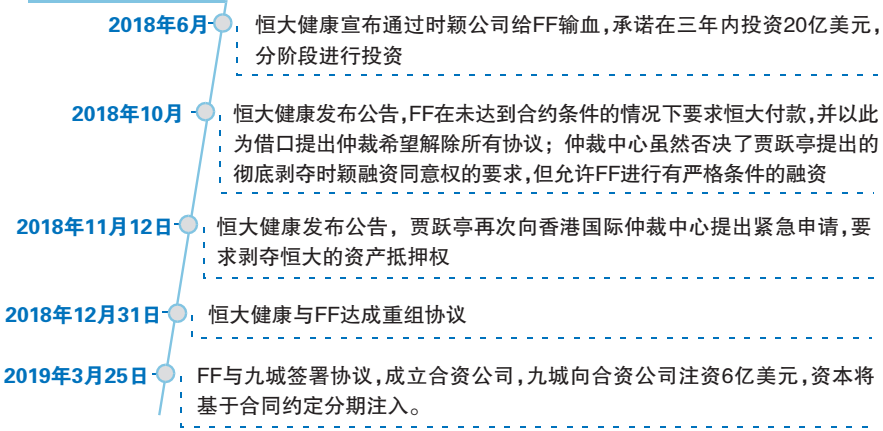 2018年6月 恒大健康宣布通过时颖公司给FF输血,承诺在三年内投资20亿美元,
分阶段进行投资
2018年10月 恒大健康发布公告,FF在未达到合约条件的情况下要求恒大付款,并以此
为借口提出仲裁希望解除所有协议；仲裁中心虽然否决了贾跃亭提出的
彻底剥夺时颖融资同意权的要求,但允许FF进行有严格条件的融资
2018年11月12日 恒大健康发布公告，贾跃亭再次向香港国际仲裁中心提出紧急申请,要
求剥夺恒大的资产抵押权
2018年12月31日 恒大健康与FF达成重组协议
2019年3月25日 FF与九城签署协议,成立合资公司,九城向合资公司注资6亿美元,资本将
基于合同约定分期注入。